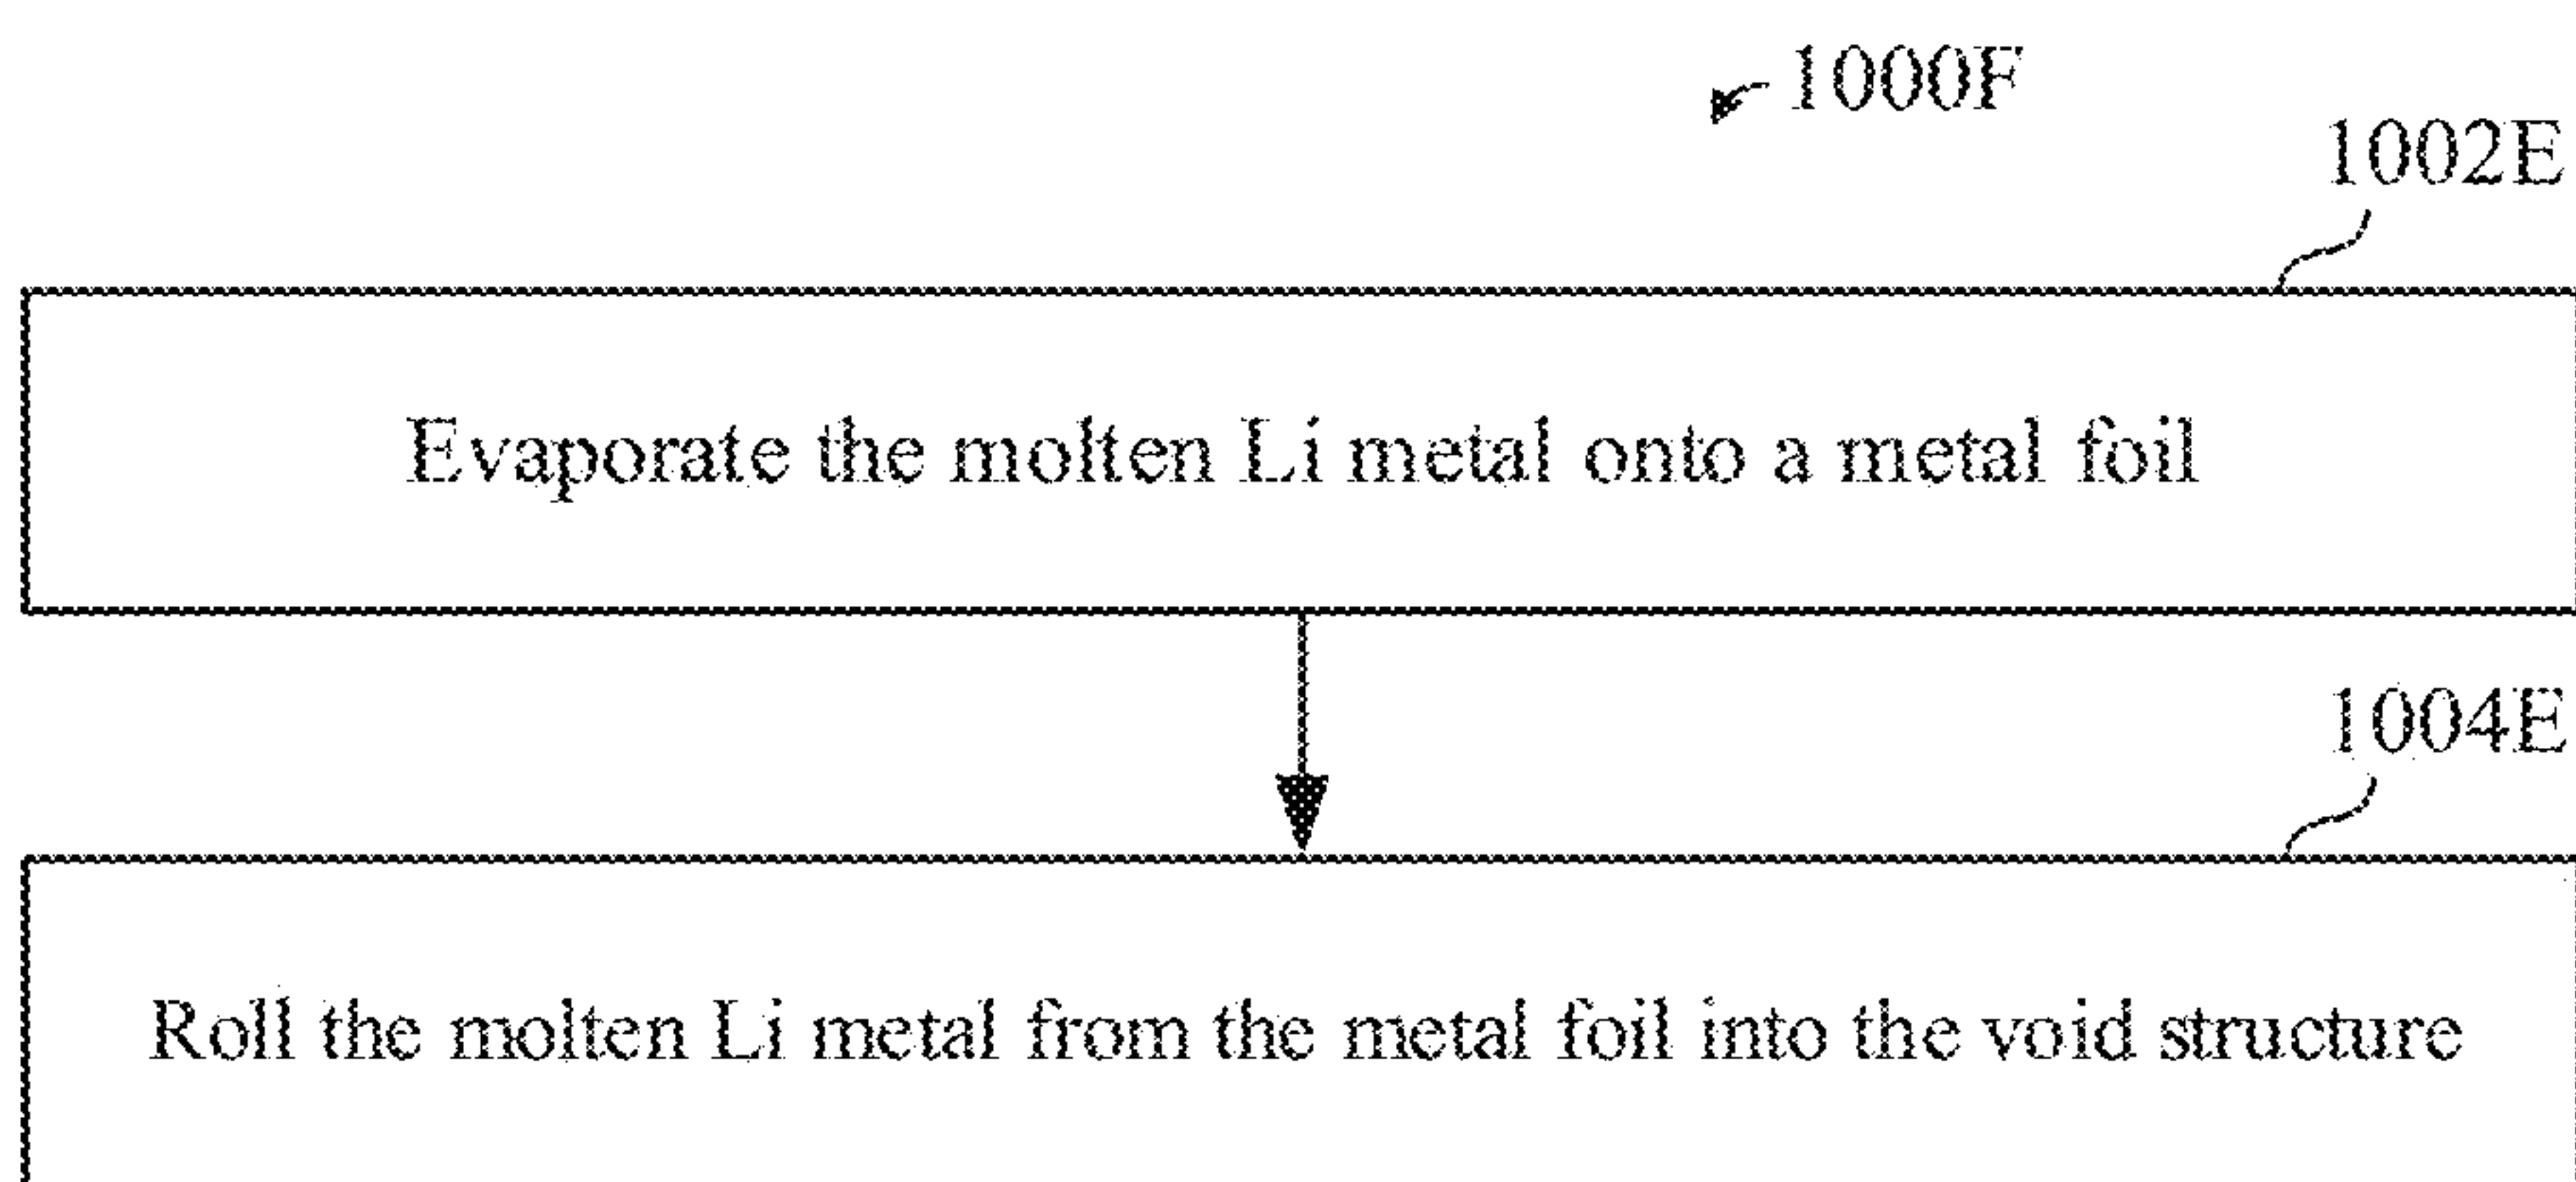 1000F
1002E
Evaporate the molten Li metal onto a metal foil
1004E
Roll the molten Li metal from the metal foil into the void structure